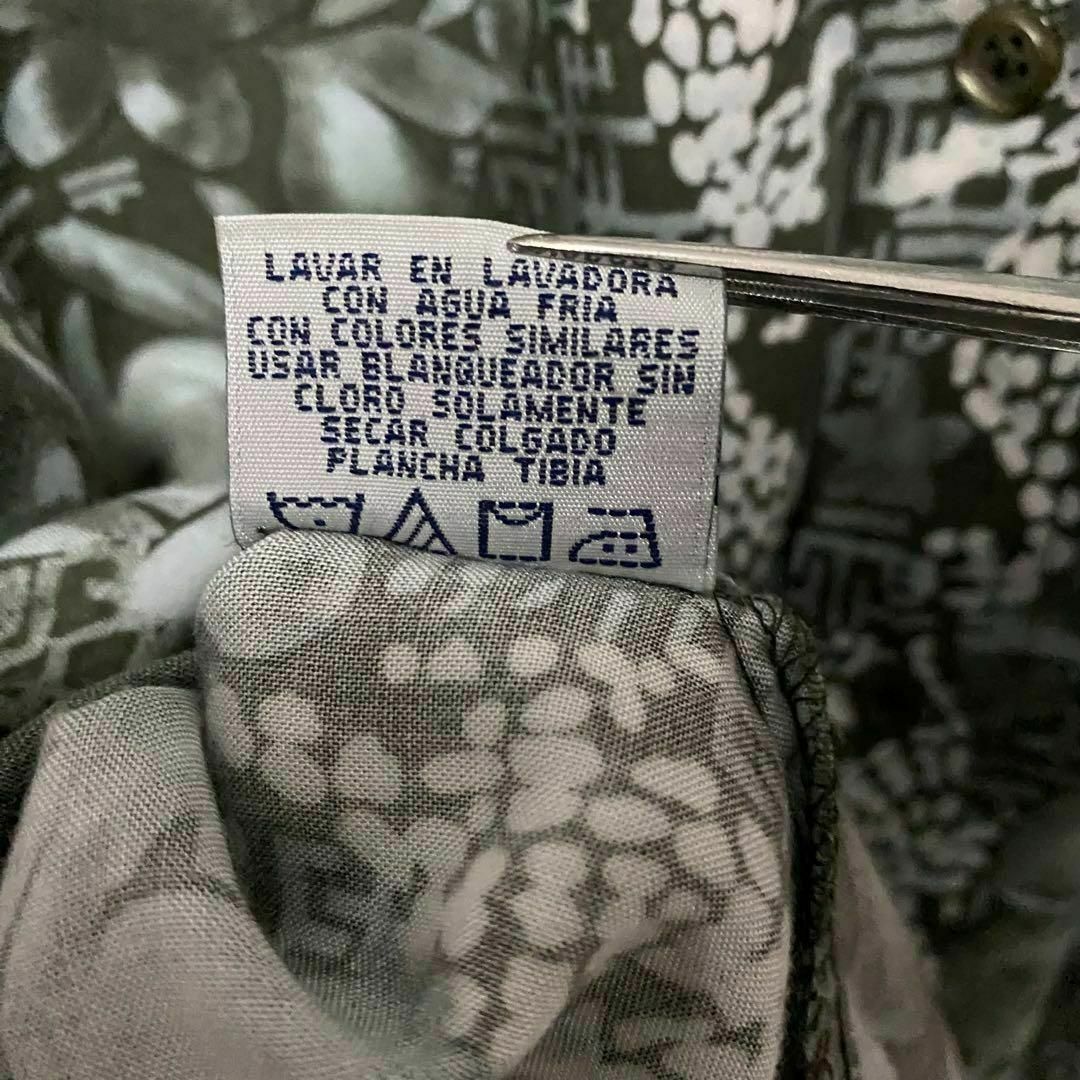 LAVAR EN LAVADORA
CON AGUA FRIA
CON COLORES SIMILARES
USAR BLANQUEADOR SIN
CLORO SOLAMENTE
SECAR COLGADO
PLANCHA TIBIA